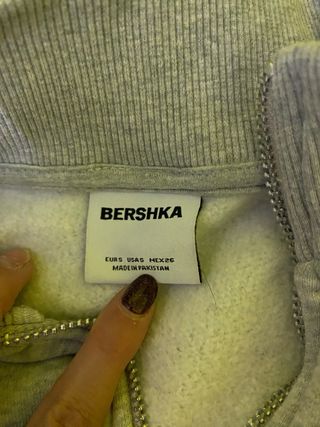 BERSHKA
EUR S USA S MEX 26
MADE IN PAKISTAN